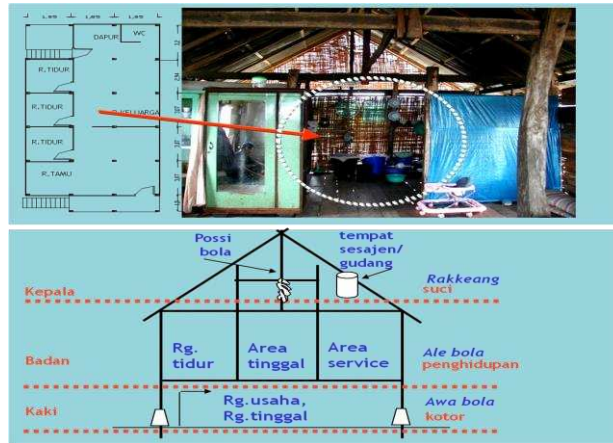 DAPUR
WC
R.TIDUR
R.TIDUR
R.TIDUR
R.TAMU
Possi
bola
tempat
sesajen/
gudang
Kepala
Rakkeang
suci
Badan
Rg.
tidur
Area
tinggal
Area
service
Ale bola
penghidupan
Kaki
Rg.usaha,
Rg.tinggal
Awa bola
kotor